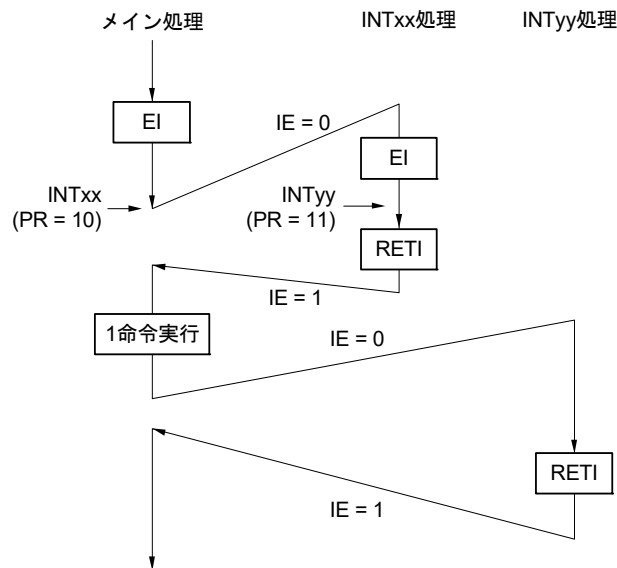 メイン処理
INTxx処理
INTyy処理
EI
IE = 0
EI
INTxx
(PR = 10)
INTyy
(PR = 11)
RETI
IE = 1
1命令実行
IE = 0
RETI
IE = 1